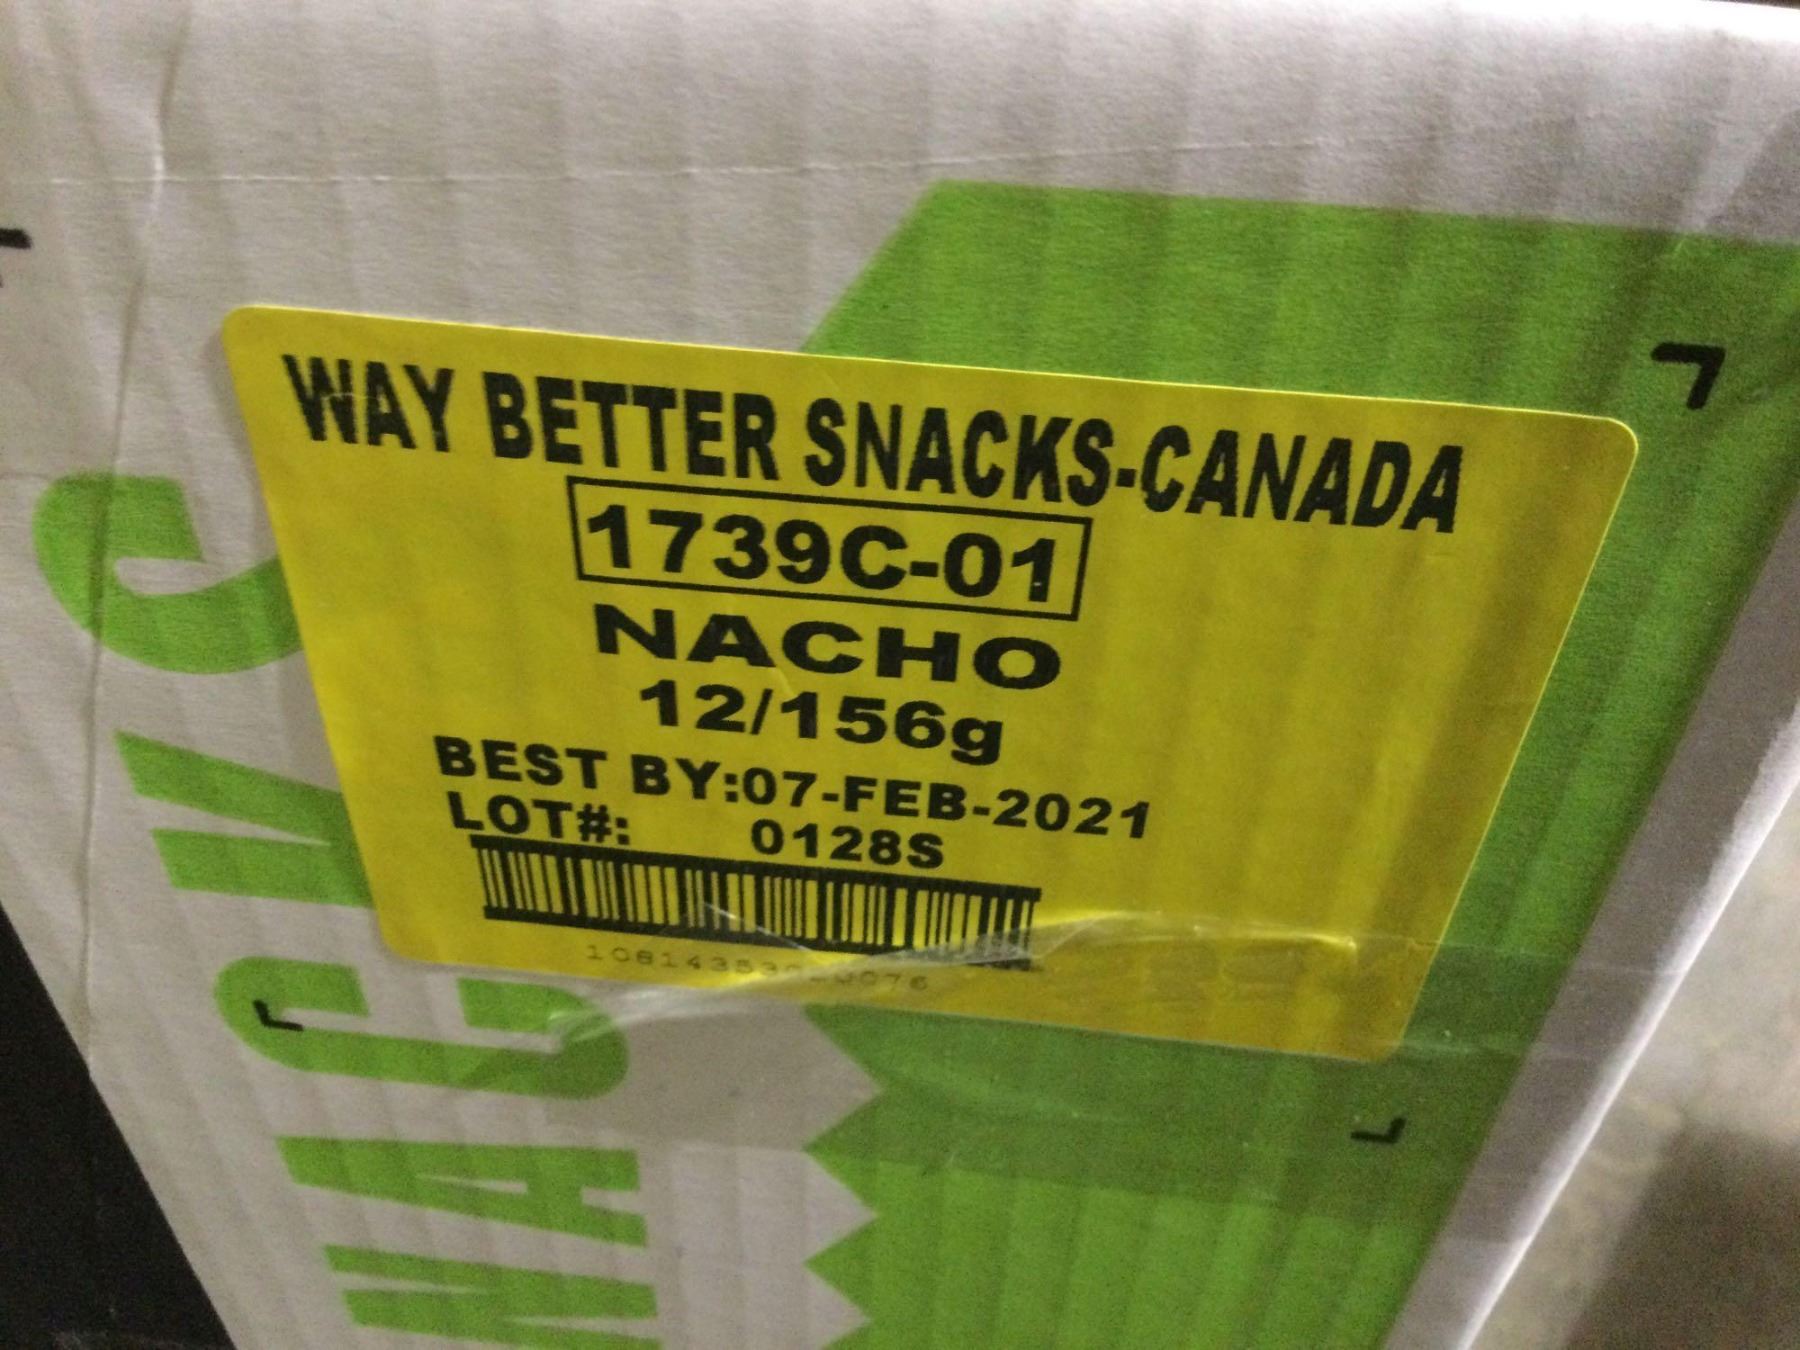 WAY BETTER SNACKS-CANADA
1739C-01
NACHO
12/156g
BEST BY:07-FEB-2021
LOT#: 0128S